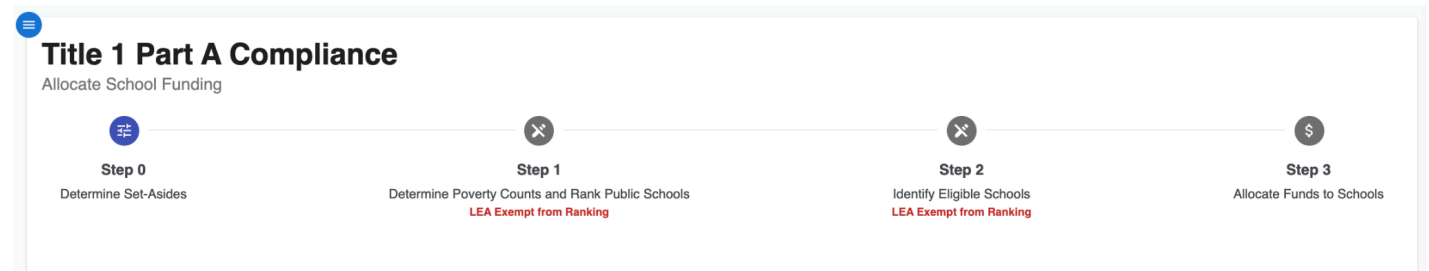 Title 1 Part A Compliance
Allocate School Funding
Step 0
Determine Set-Asides
Step 1
Determine Poverty Counts and Rank Public Schools
LEA Exempt from Ranking
Step 2
Identify Eligible Schools
LEA Exempt from Ranking
$
Step 3
Allocate Funds to Schools